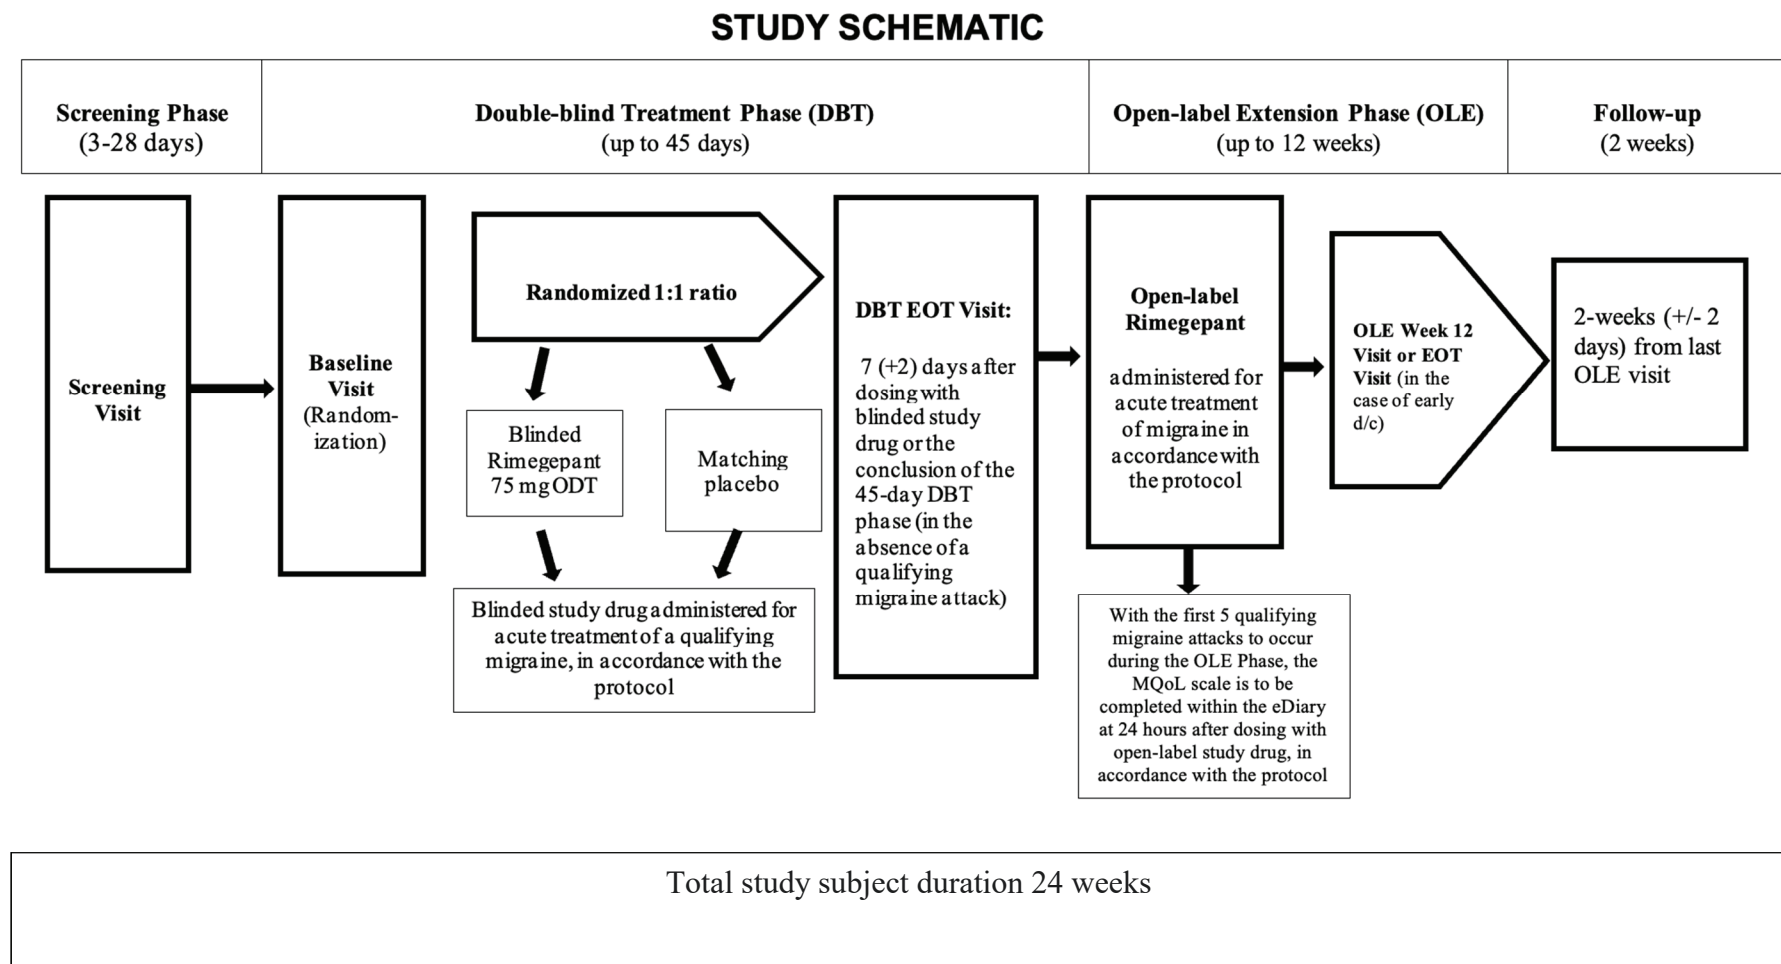 STUDY SCHEMATIC
Screening Phase
(3-28 days)
Double-blind Treatment Phase (DBT)
(up to 45 days)
Open-label Extension Phase (OLE)
(up to 12 weeks)
Follow-up
(2 weeks)
Screening
Visit
Baseline
Visit
(Random-
ization)
Randomized 1:1 ratio
Blinded
Rimegepant
75 mg ODT
Matching
placebo
Blinded study drug administered for
acute treatment of a qualifying
migraine, in accordance with the
protocol
DBT EOT Visit:
7 (+2) days after
dosing with
blinded study
drug or the
conclusion of the
45-day DBT
phase (in the
absence of a
qualifying
migraine attack)
Open-label
Rimegepant
administered for
acute treatment
of migraine in
accordance with
the protocol
With the first 5 qualifying
migraine attacks to occur
during the OLE Phase, the
MQoL scale is to be
completed within the eDiary
at 24 hours after dosing with
open-label study drug, in
accordance with the protocol
OLE Week 12
Visit or EOT
Visit (in the
case of early
d/c)
2-weeks (+/- 2
days) from last
OLE visit
Total study subject duration 24 weeks